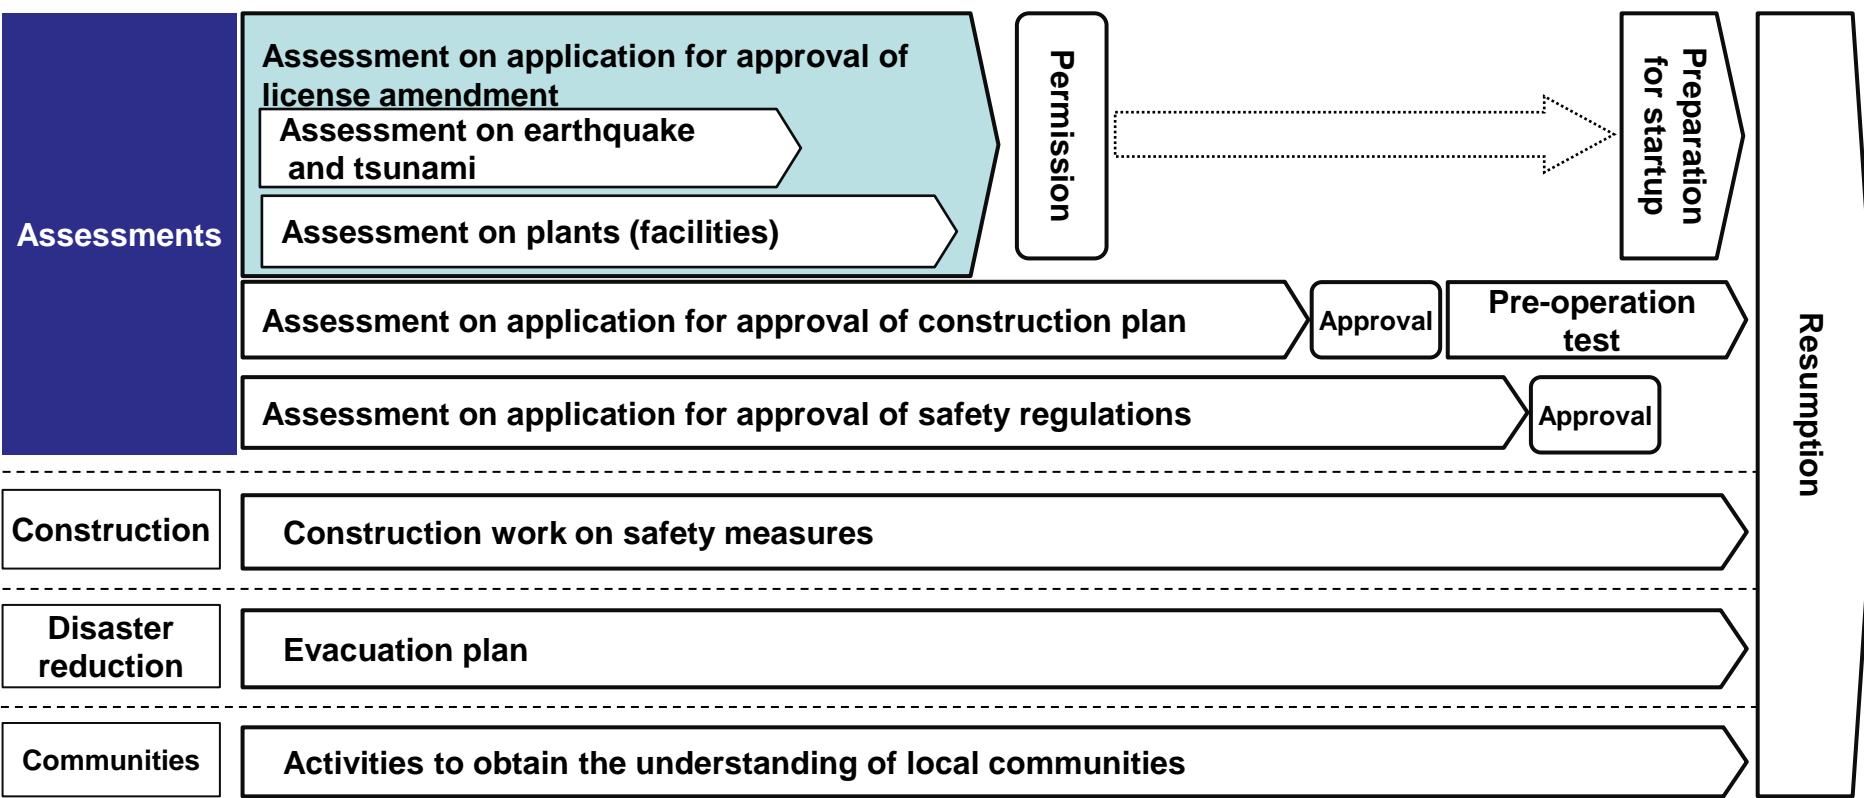 Assessments
Assessment on application for approval of
license amendment
Assessment on earthquake
and tsunami
Assessment on plants (facilities)
Permission
Preparation
for startup
Assessment on application for approval of construction plan
Approval
Pre-operation
test
Assessment on application for approval of safety regulations
Approval
Resumption
Construction
Construction work on safety measures
Disaster
reduction
Evacuation plan
Communities
Activities to obtain the understanding of local communities